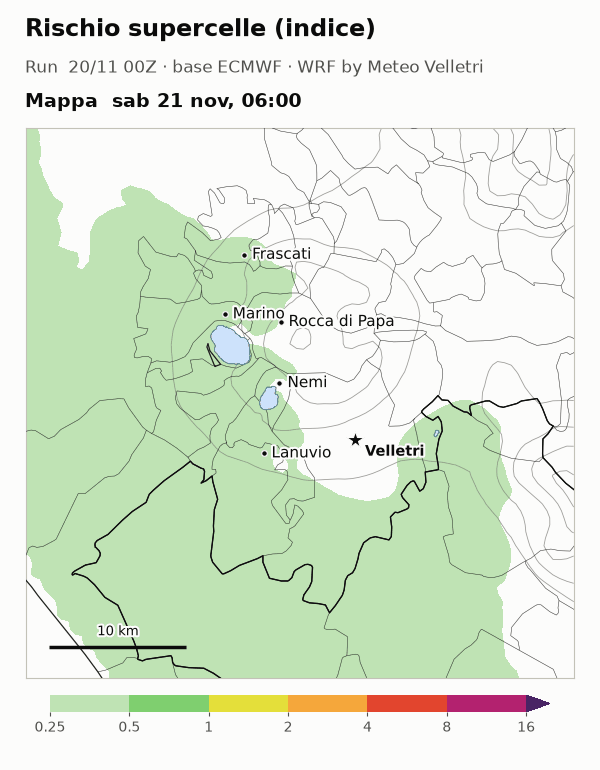 Rischio supercelle (indice)
Run  20/11 00Z · base ECMWF · WRF by Meteo Velletri
Mappa  sab 21 nov, 06:00
Frascati
Marino
Rocca di Papa
Nemi
Velletri
Lanuvio
10 km
0.25 0.5 1 2 4 8 16